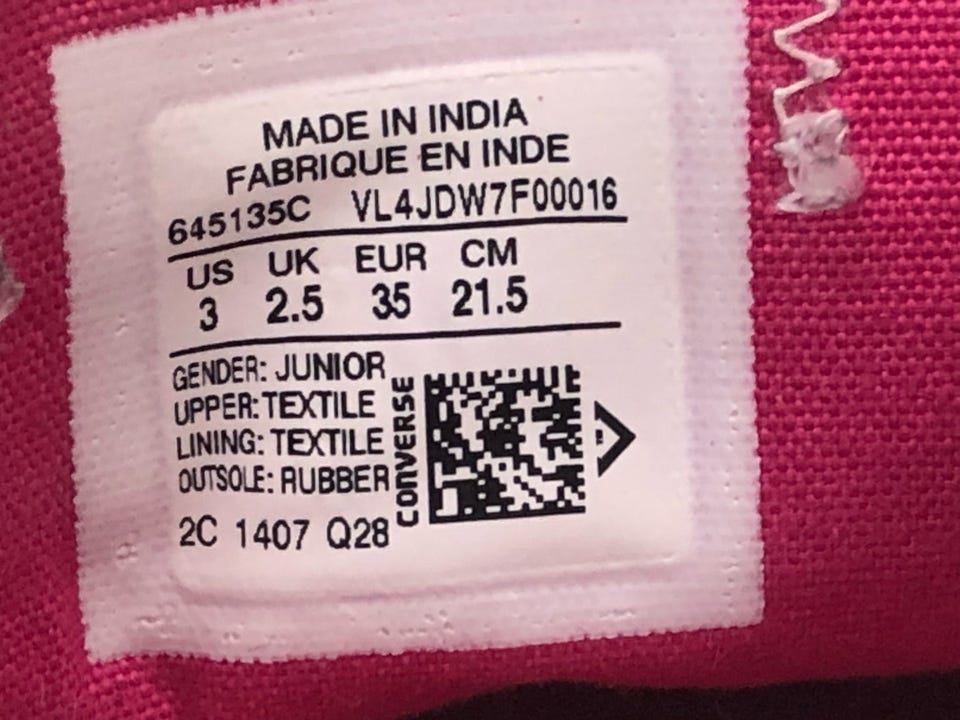 MADE IN INDIA
FABRIQUE EN INDE
645135C VL4JDW7F00016
US UK EUR CM
3 2.5 35 21.5
GENDER: JUNIOR
UPPER: TEXTILE
LINING: TEXTILE
OUTSOLE: RUBBER
CONVERSE
2C 1407 Q28